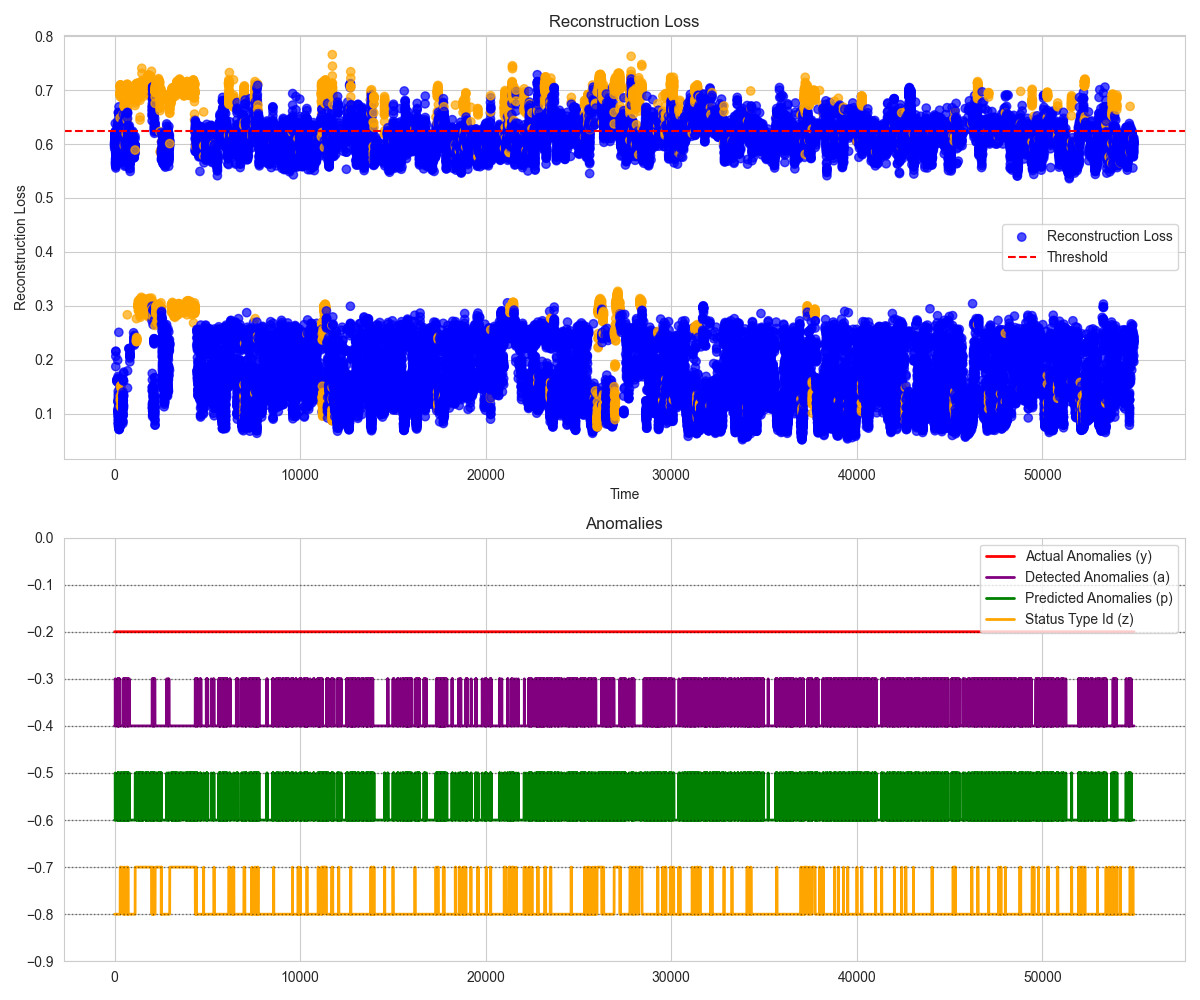 Reconstruction Loss
0.8
0.7
0.6
0.5
0.4
0.3
0.2
0.1
Reconstruction Loss
Reconstruction Loss
Threshold
0 10000 20000 30000 40000 50000
Time
Anomalies
0.0
−0.1
−0.2
−0.3
−0.4
−0.5
−0.6
−0.7
−0.8
−0.9
Actual Anomalies (y)
Detected Anomalies (a)
Predicted Anomalies (p)
Status Type Id (z)
0 10000 20000 30000 40000 50000